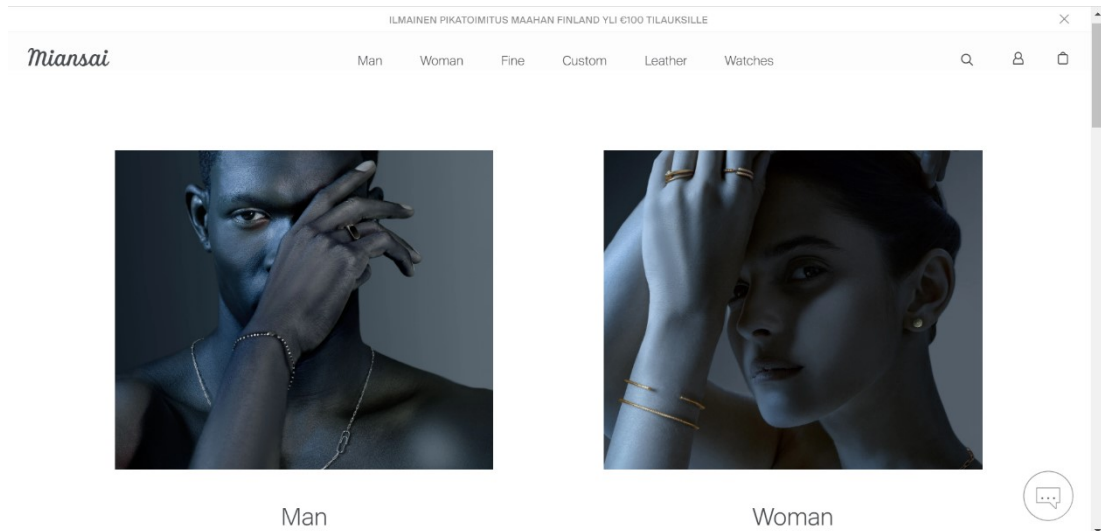 ILMAINEN PIKATOIMITUS MAAHAN FINLAND YLI €100 TILAUKSILLE
Miansai
Man Woman Fine Custom Leather Watches
Man Woman